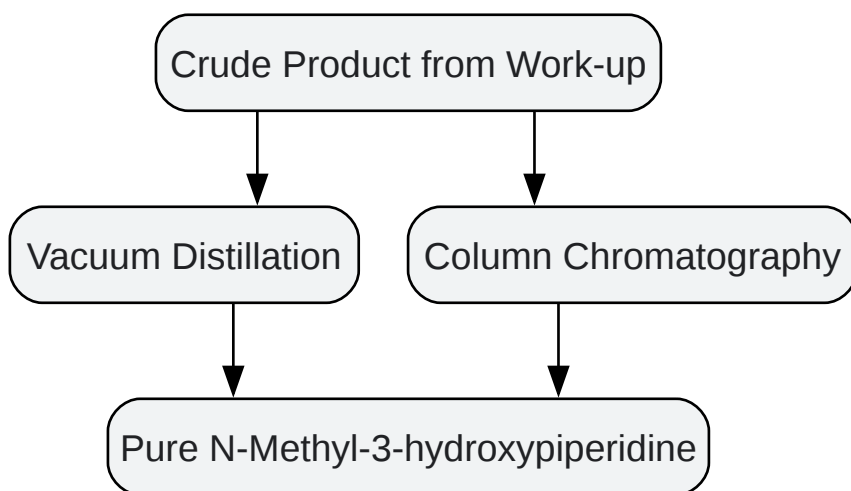 Crude Product from Work-up
Vacuum Distillation
Column Chromatography
Pure N-Methyl-3-hydroxypiperidine